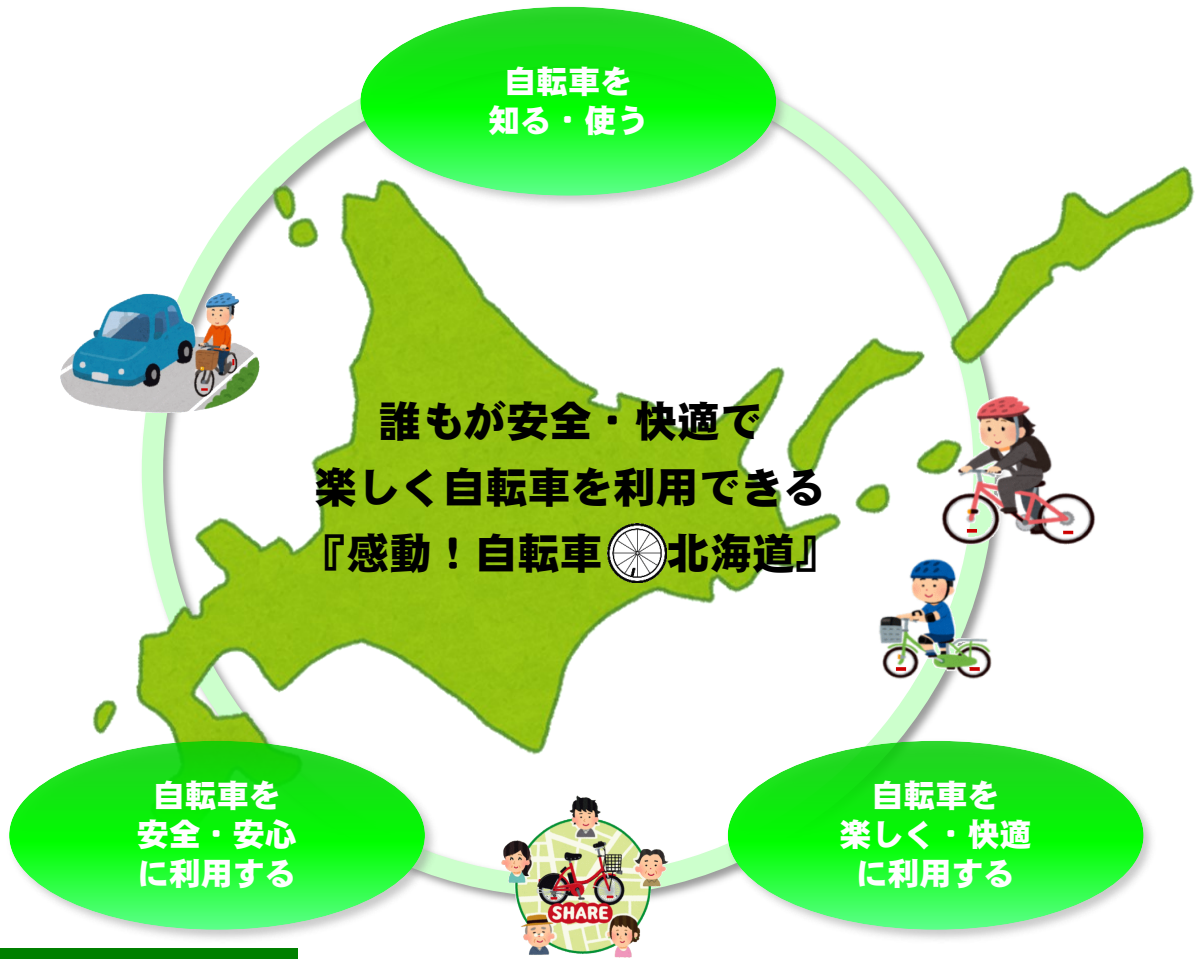 自転車を
知る・使う
誰もが安全・快適で
楽しく自転車を利用できる
『感動！自転車北海道』
自転車を
安全・安心
に利用する
自転車を
楽しく・快適
に利用する
SHARE